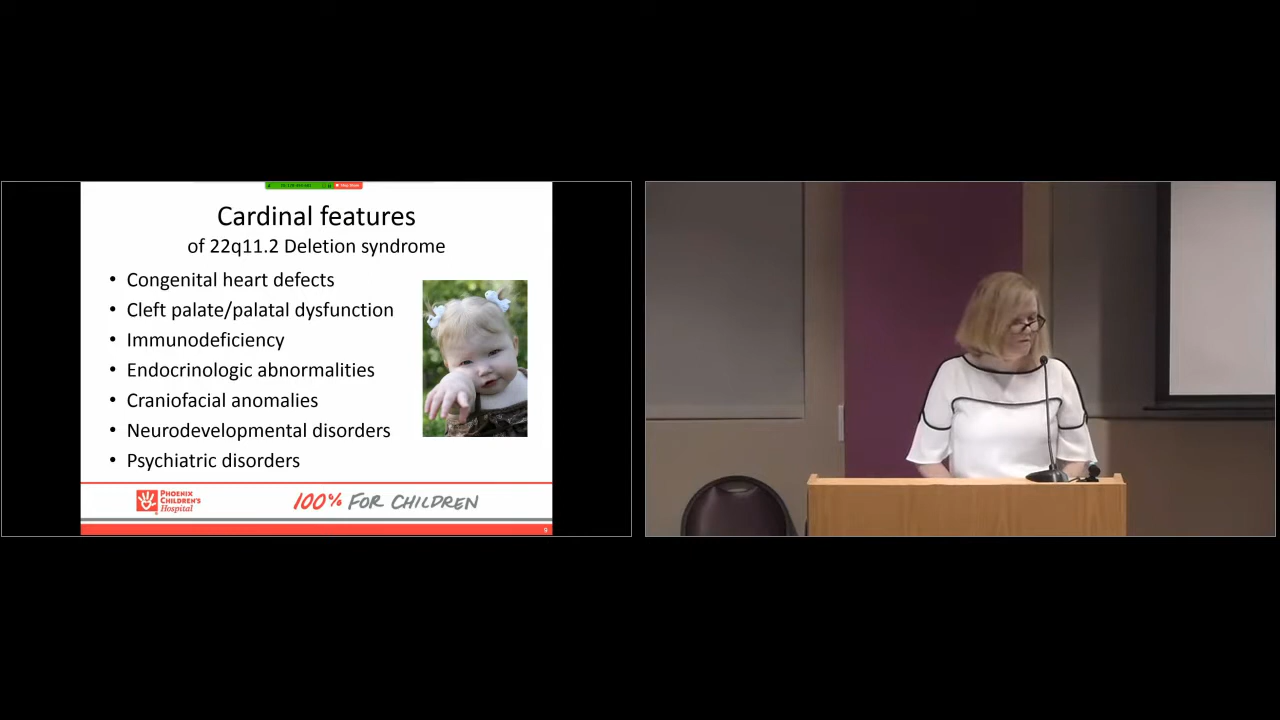 Cardinal features
of 22q11.2 Deletion syndrome
• Congenital heart defects
• Cleft palate/palatal dysfunction
• Immunodeficiency
• Endocrinologic abnormalities
• Craniofacial anomalies
• Neurodevelopmental disorders
• Psychiatric disorders
PHOENIX
CHILDREN'S
Hospital
100% FOR CHILDREN
9